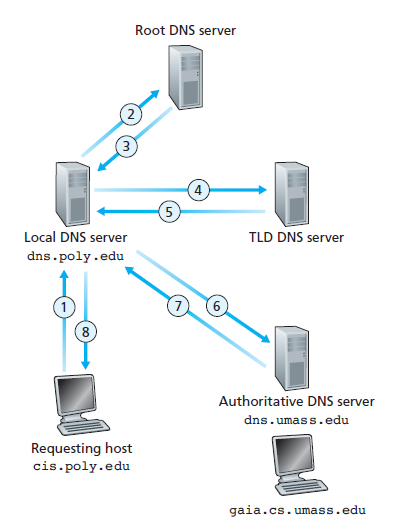 Root DNS server
2
3
4
5
Local DNS server
dns.poly.edu
TLD DNS server
1
8
7
6
Authoritative DNS server
dns.umass.edu
Requesting host
cis.poly.edu
gaia.cs.umass.edu